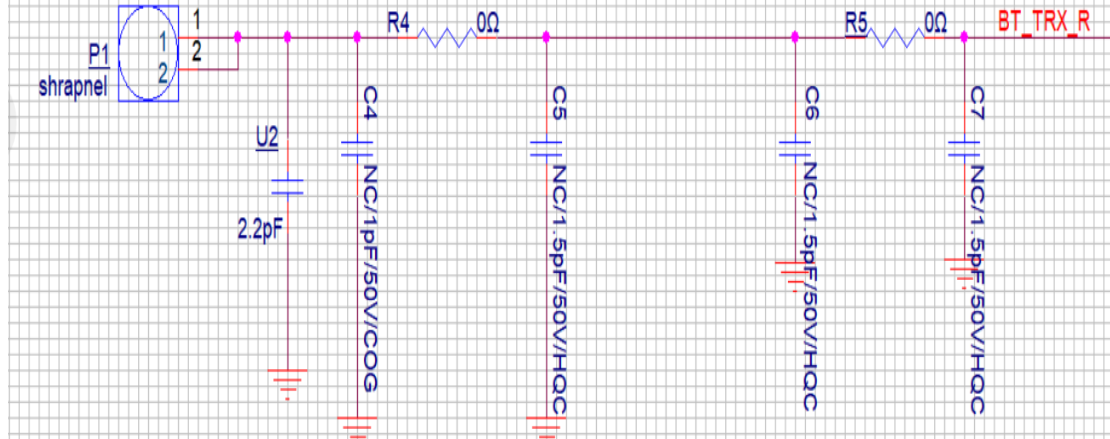 P1
shrapnel
1
2
1
2
R4
0Ω
R5
0Ω
BT_TRX_R
U2
2.2pF
C4
NC/1pF/50V/COG
C5
NC/1.5pF/50V/HQC
C6
NC/1.5pF/50V/HQC
C7
NC/1.5pF/50V/HQC